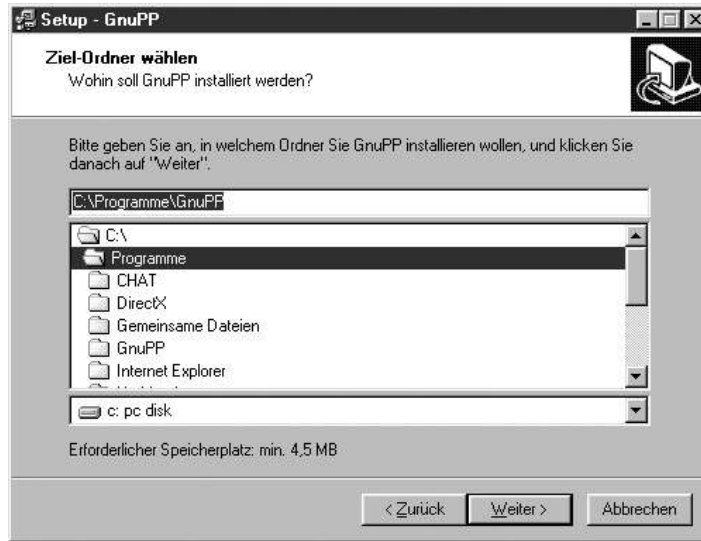 Setup - GnuPP
Ziel-Ordner wählen
Wohin soll GnuPP installiert werden?
Bitte geben Sie an, in welchem Ordner Sie GnuPP installieren wollen, und klicken Sie
danach auf "Weiter".
C:\Programme\GnuPP
C:\
Programme
CHAT
DirectX
Gemeinsame Dateien
GnuPP
Internet Explorer
c: pc disk
Erforderlicher Speicherplatz: min. 4,5 MB
< Zurück Weiter > Abbrechen